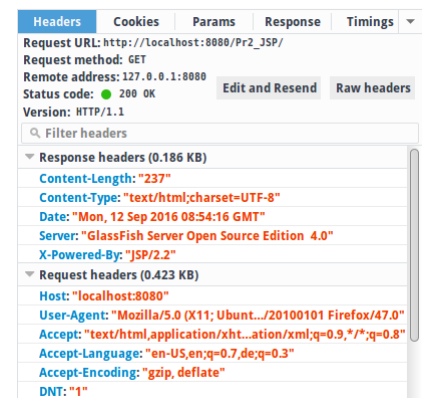 Headers Cookies Params Response Timings
Request URL: http://localhost:8080/Pr2_JSP/
Request method: GET
Remote address: 127.0.0.1:8080
Status code: 200 OK
Edit and Resend Raw headers
Version: HTTP/1.1
Filter headers
Response headers (0.186 KB)
Content-Length: "237"
Content-Type: "text/html;charset=UTF-8"
Date: "Mon, 12 Sep 2016 08:54:16 GMT"
Server: "GlassFish Server Open Source Edition 4.0"
X-Powered-By: "JSP/2.2"
Request headers (0.423 KB)
Host: "localhost:8080"
User-Agent: "Mozilla/5.0 (X11; Ubunt.../20100101 Firefox/47.0"
Accept: "text/html,application/xht...ation/xml;q=0.9,*/*;q=0.8"
Accept-Language: "en-US,en;q=0.7,de;q=0.3"
Accept-Encoding: "gzip, deflate"
DNT: "1"